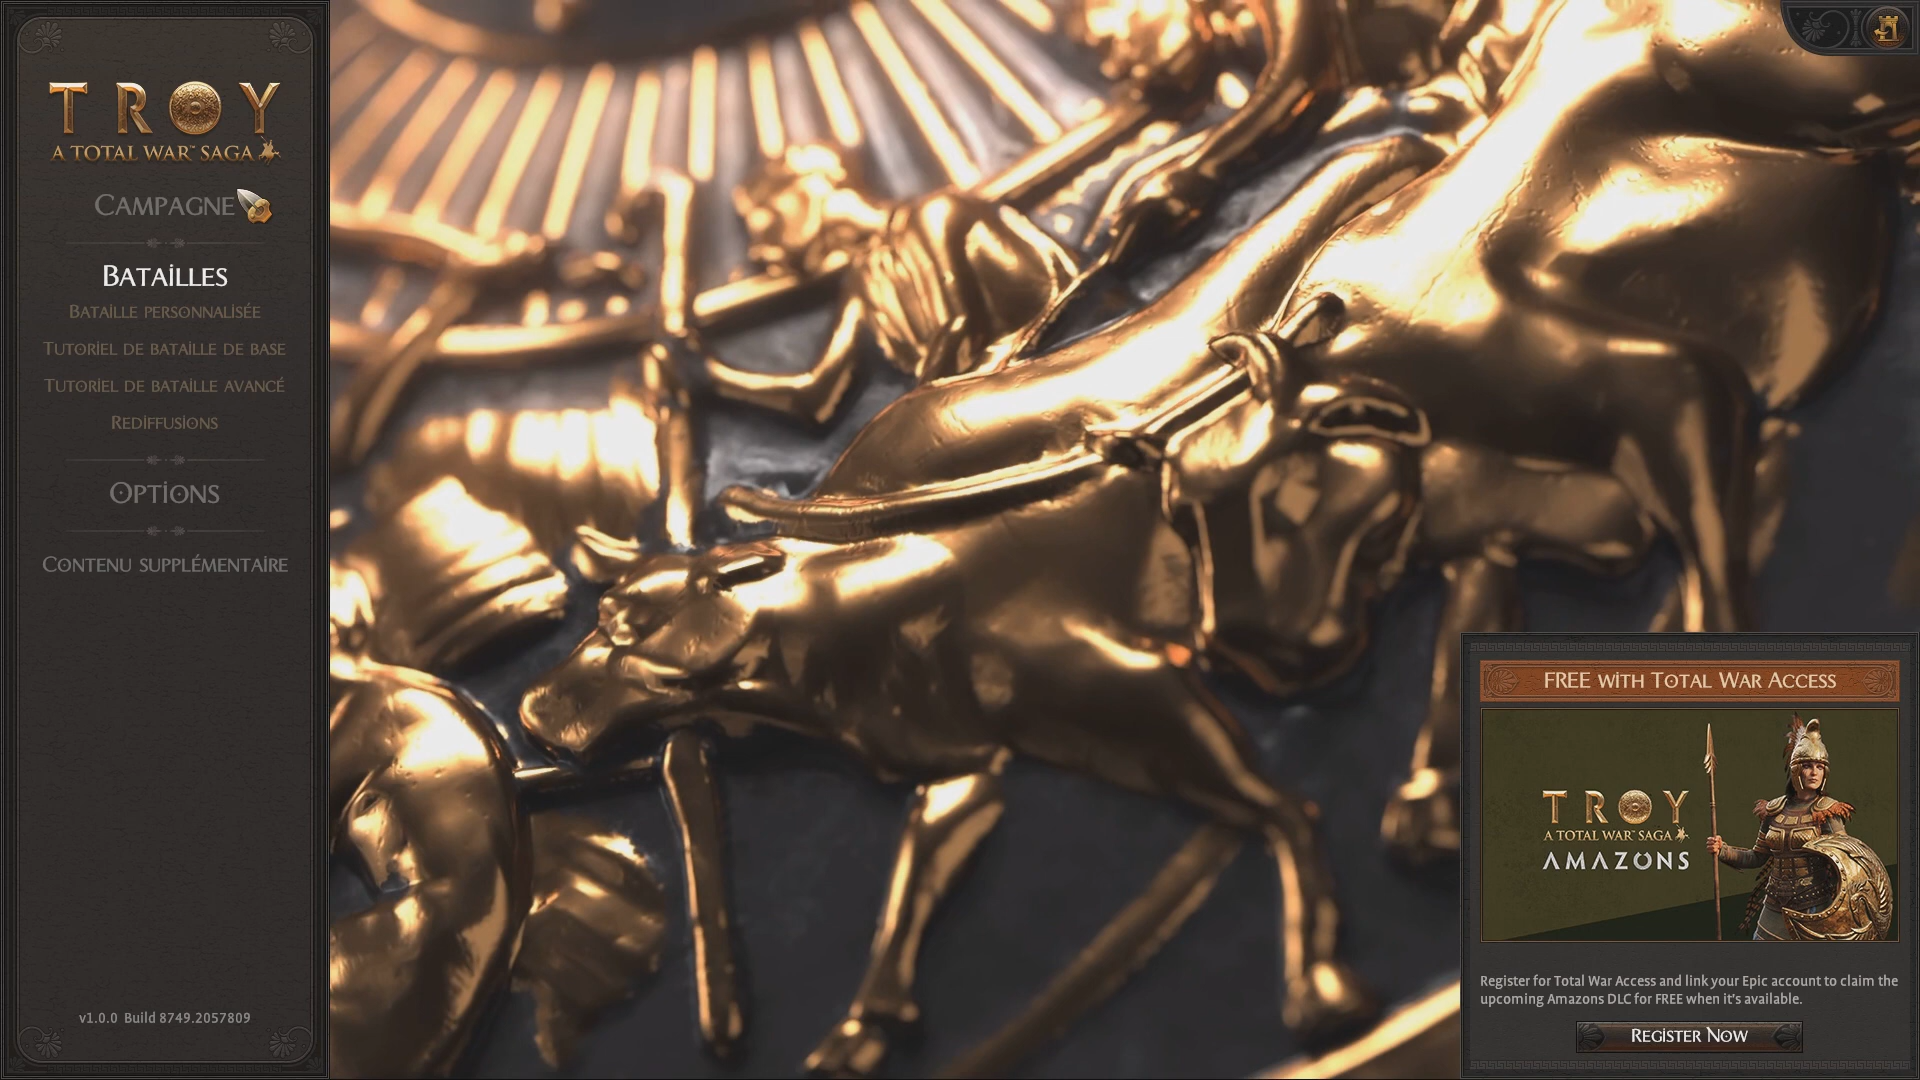 TROY
A TOTAL WAR™ SAGA
CAMPAGNE
BATAILLES
BATAILLE PERSONNALISÉE
TUTORIEL DE BATAILLE DE BASE
TUTORIEL DE BATAILLE AVANCÉ
REDIFFUSIONS
OPTIONS
CONTENU SUPPLÉMENTAIRE
v1.0.0 Build 8749.2057809
FREE WITH TOTAL WAR ACCESS
TROY
A TOTAL WAR™ SAGA
AMAZONS
Register for Total War Access and link your Epic account to claim the
upcoming Amazons DLC for FREE when it's available.
REGISTER NOW